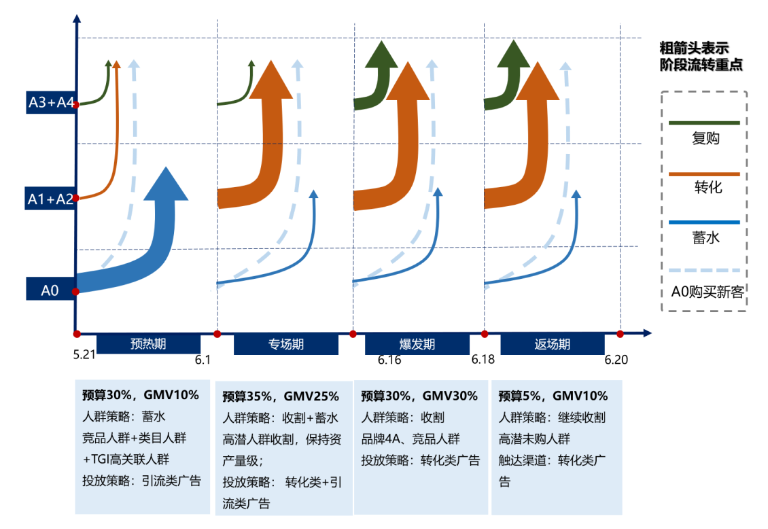 粗箭头表示
阶段流转重点
A3+A4
复购
转化
A1+A2
蓄水
A0
A0购买新客
预热期
专场期
爆发期
返场期
5.21
6.1
6.16
6.18
6.20
预算30%，GMV10%
人群策略：蓄水
竞品人群+类目人群
+TGI高关联人群
投放策略：引流类广告
预算35%，GMV25%
人群策略：收割+蓄水
高潜人群收割，保持资
产量级；
投放策略： 转化类+引
流类广告
预算30%，GMV30%
人群策略：收割
品牌4A、竞品人群
投放策略：转化类广告
预算5%，GMV10%
人群策略：继续收割
高潜未购人群
触达渠道：转化类广
告